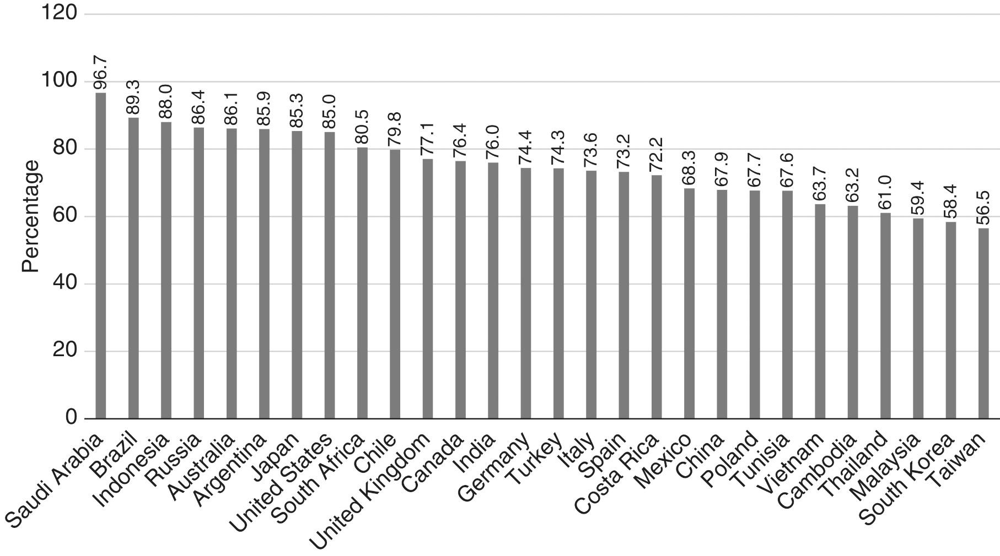 120
100
80
60
40
20
0
Percentage
96.7
89.3
88.0
86.4
86.1
85.9
85.3
85.0
80.5
79.8
77.1
76.4
76.0
74.4
74.3
73.6
73.2
72.2
68.3
67.9
67.7
67.6
63.7
63.2
61.0
59.4
58.4
56.5
Saudi Arabia
Brazil
Indonesia
Russia
Australia
Argentina
Japan
United States
South Africa
Chile
United Kingdom
Canada
India
Germany
Turkey
Italy
Spain
Costa Rica
Mexico
China
Poland
Tunisia
Vietnam
Cambodia
Thailand
Malaysia
South Korea
Taiwan